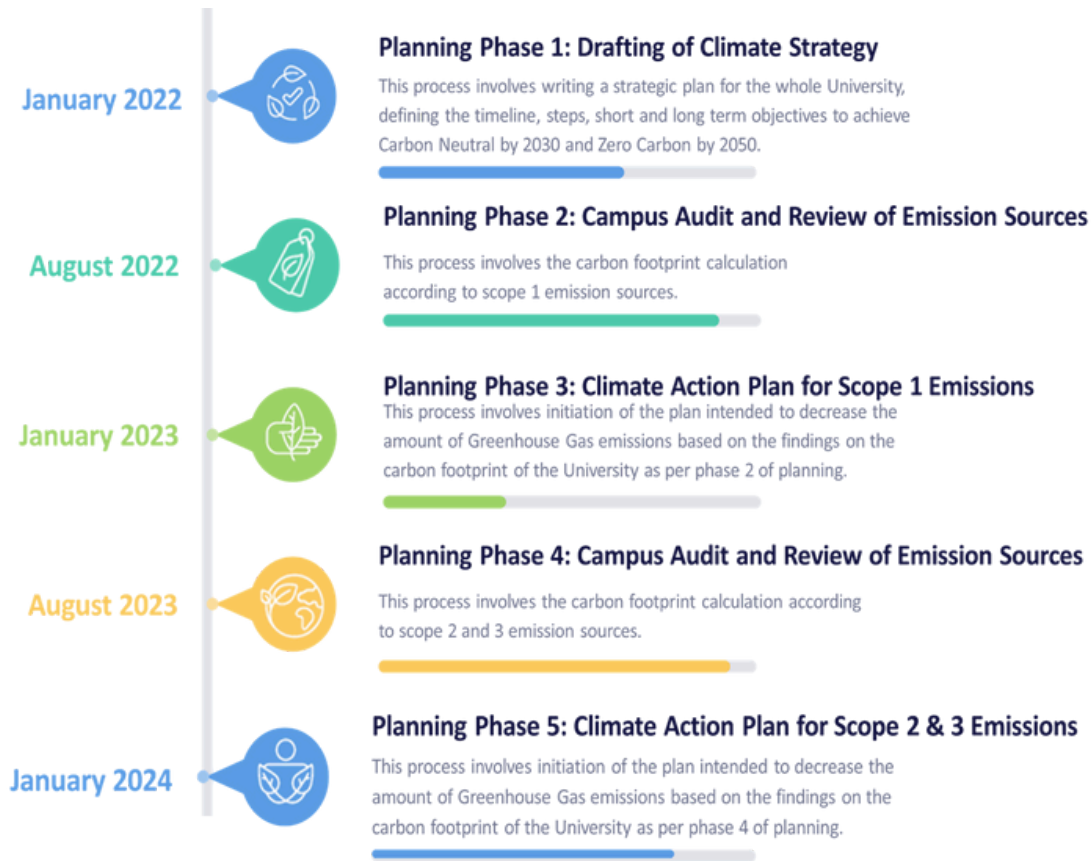 Planning Phase 1: Drafting of Climate Strategy
January 2022
This process involves writing a strategic plan for the whole University,
defining the timeline, steps, short and long term objectives to achieve
Carbon Neutral by 2030 and Zero Carbon by 2050.
Planning Phase 2: Campus Audit and Review of Emission Sources
August 2022
This process involves the carbon footprint calculation
according to scope 1 emission sources.
Planning Phase 3: Climate Action Plan for Scope 1 Emissions
January 2023
This process involves initiation of the plan intended to decrease the
amount of Greenhouse Gas emissions based on the findings on the
carbon footprint of the University as per phase 2 of planning.
Planning Phase 4: Campus Audit and Review of Emission Sources
August 2023
This process involves the carbon footprint calculation according
to scope 2 and 3 emission sources.
Planning Phase 5: Climate Action Plan for Scope 2 & 3 Emissions
January 2024
This process involves initiation of the plan intended to decrease the
amount of Greenhouse Gas emissions based on the findings on the
carbon footprint of the University as per phase 4 of planning.